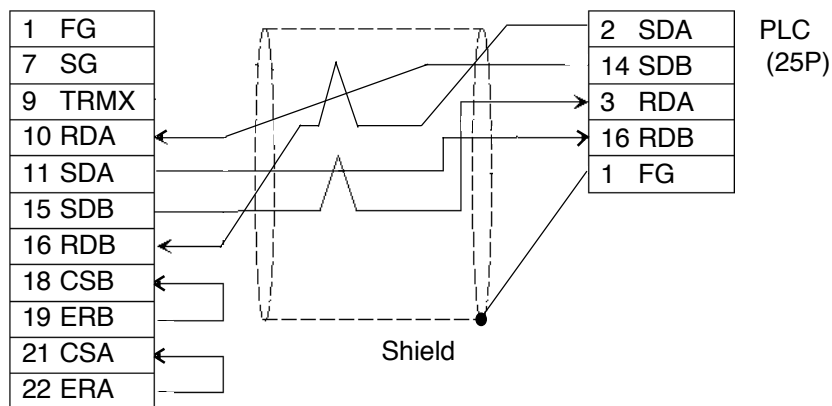 1 FG
7 SG
9 TRMX
10 RDA
11 SDA
15 SDB
16 RDB
18 CSB
19 ERB
21 CSA
22 ERA
Shield
2 SDA
14 SDB
3 RDA
16 RDB
1 FG
PLC
(25P)